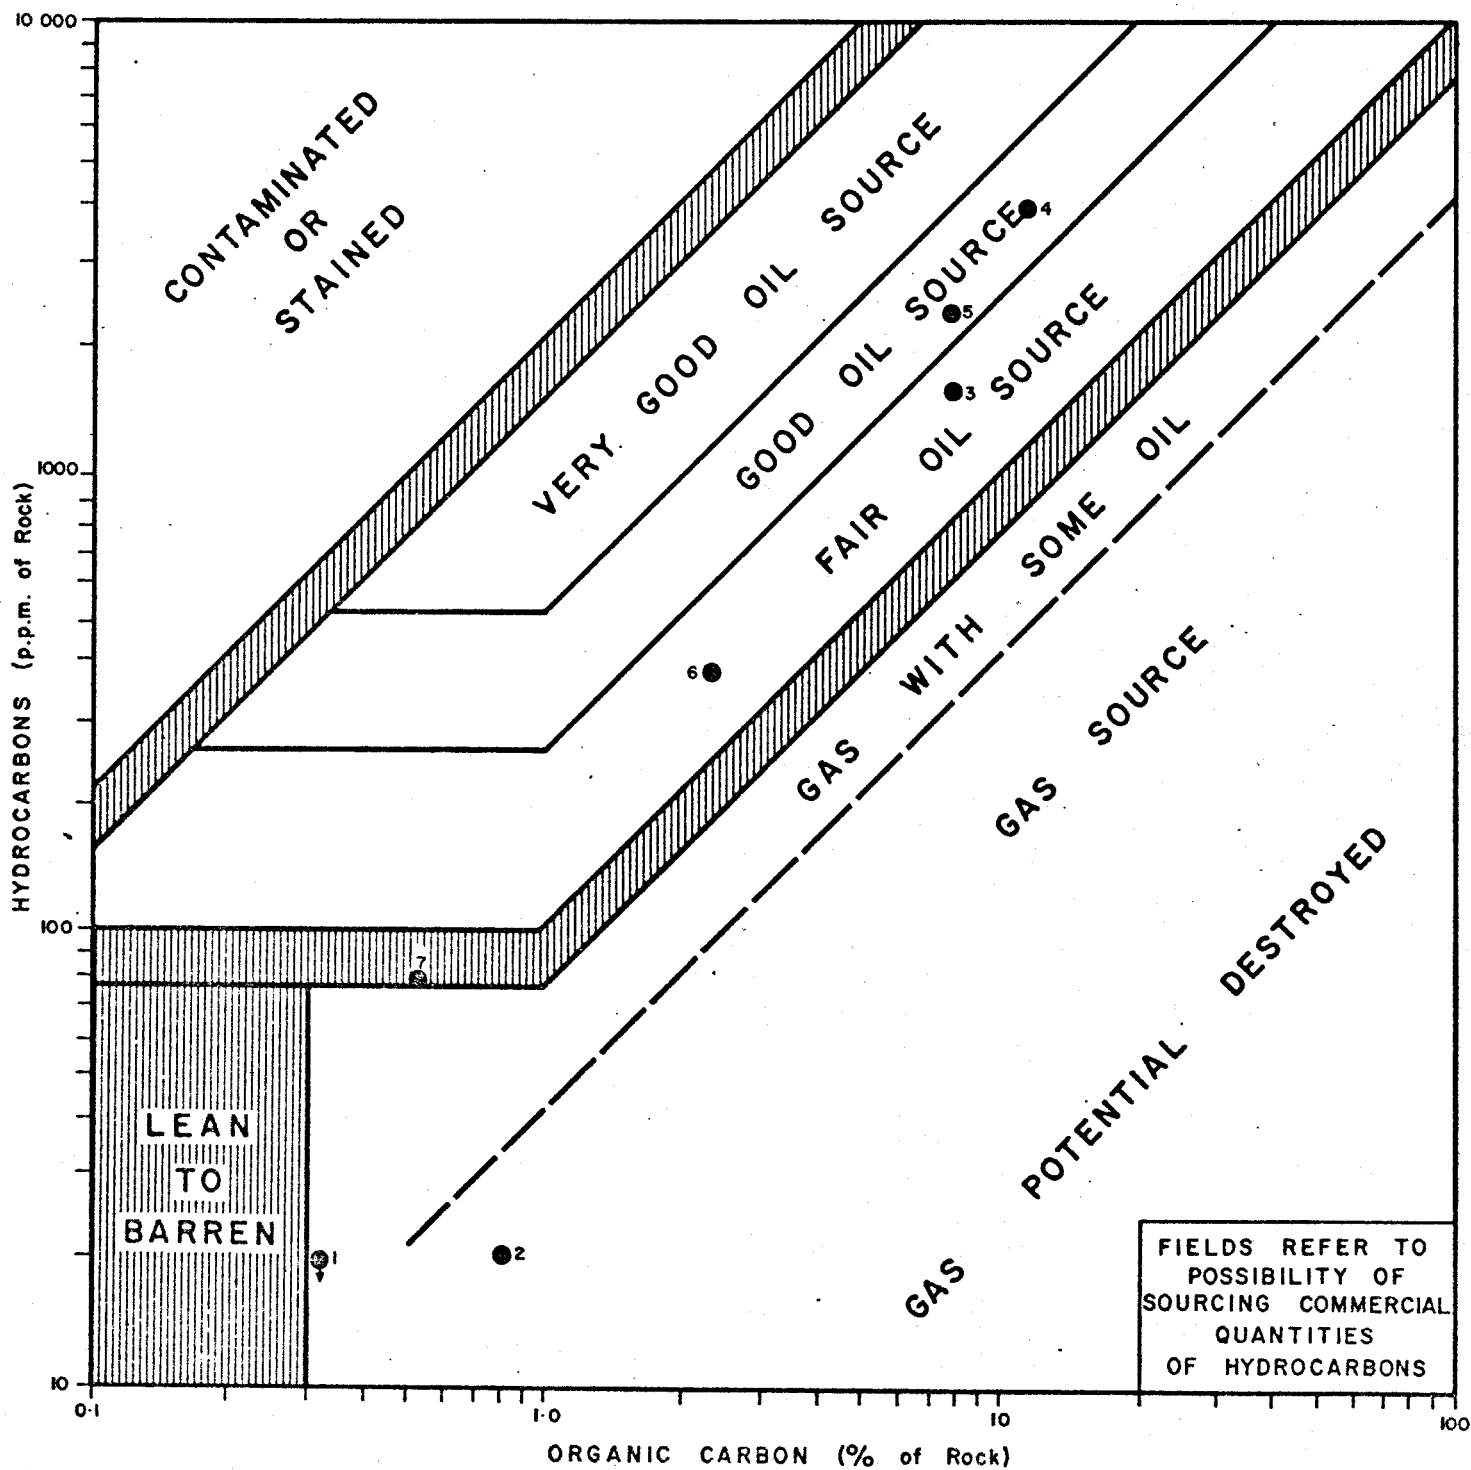 10 000
1000
100
10
HYDROCARBONS (p.p.m. of Rock)
CONTAMINATED
OR
STAINED
VERY GOOD OIL SOURCE
GOOD OIL SOURCE
FAIR OIL SOURCE
GAS WITH SOME OIL
GAS SOURCE
GAS POTENTIAL DESTROYED
LEAN
TO
BARREN
4
5
3
6
7
1
2
FIELDS REFER TO
POSSIBILITY OF
SOURCING COMMERCIAL
QUANTITIES
OF HYDROCARBONS
0·1
1·0
10
100
ORGANIC CARBON (% of Rock)